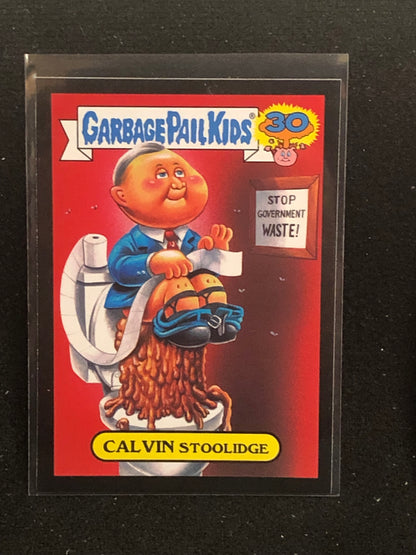 GARBAGE PAIL KIDS® 30
STOP
GOVERNMENT
WASTE!
CALVIN STOOLIDGE